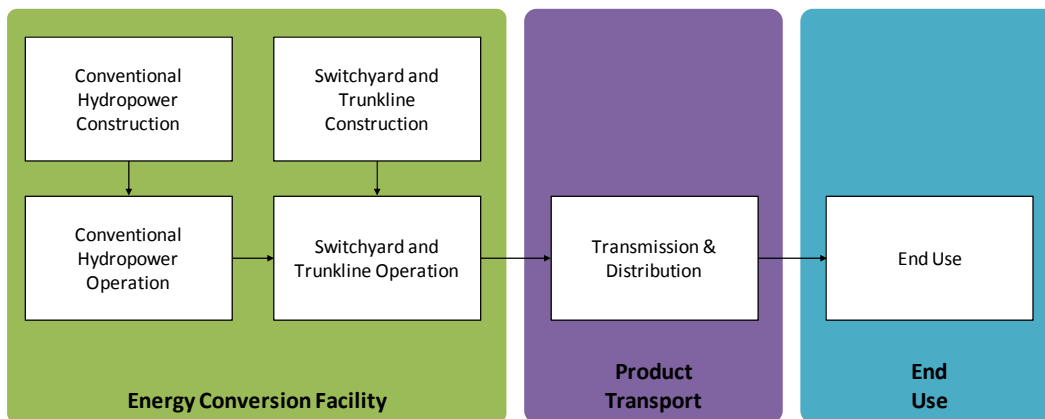 Conventional
Hydropower
Construction
Switchyard and
Trunkline
Construction
Conventional
Hydropower
Operation
Switchyard and
Trunkline Operation
Transmission &
Distribution
End Use
Energy Conversion Facility
Product
Transport
End
Use